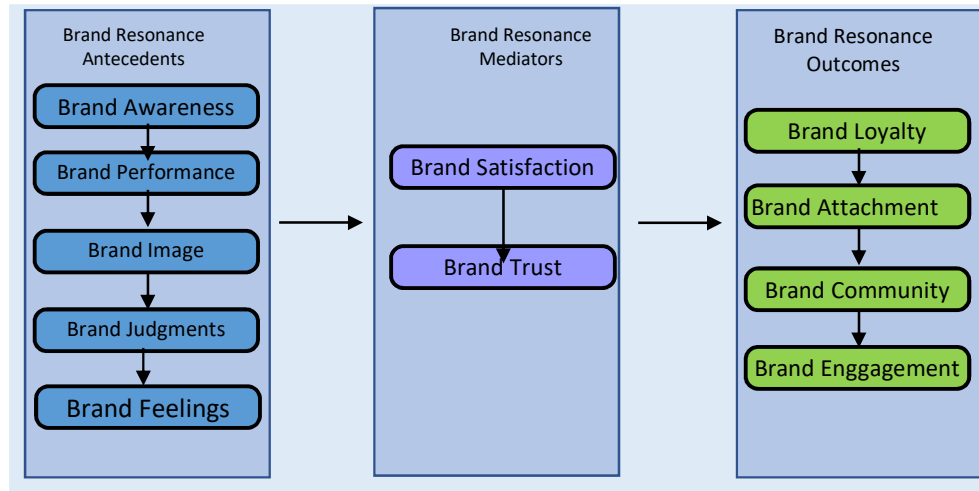 Brand Resonance
Antecedents
Brand Awareness
Brand Performance
Brand Image
Brand Judgments
Brand Feelings
Brand Resonance
Mediators
Brand Satisfaction
Brand Trust
Brand Resonance
Outcomes
Brand Loyalty
Brand Attachment
Brand Community
Brand Enggagement